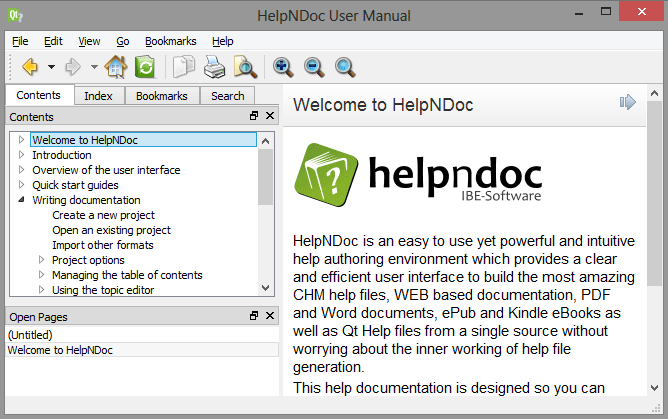 HelpNDoc User Manual
File Edit View Go Bookmarks Help
Contents Index Bookmarks Search
Contents
Welcome to HelpNDoc
Introduction
Overview of the user interface
Quick start guides
Writing documentation
Create a new project
Open an existing project
Import other formats
Project options
Managing the table of contents
Using the topic editor
Open Pages
(Untitled)
Welcome to HelpNDoc
Welcome to HelpNDoc
helpndoc
IBE-Software
HelpNDoc is an easy to use yet powerful and intuitive
help authoring environment which provides a clear
and efficient user interface to build the most amazing
CHM help files, WEB based documentation, PDF
and Word documents, ePub and Kindle eBooks as
well as Qt Help files from a single source without
worrying about the inner working of help file
generation.
This help documentation is designed so you can